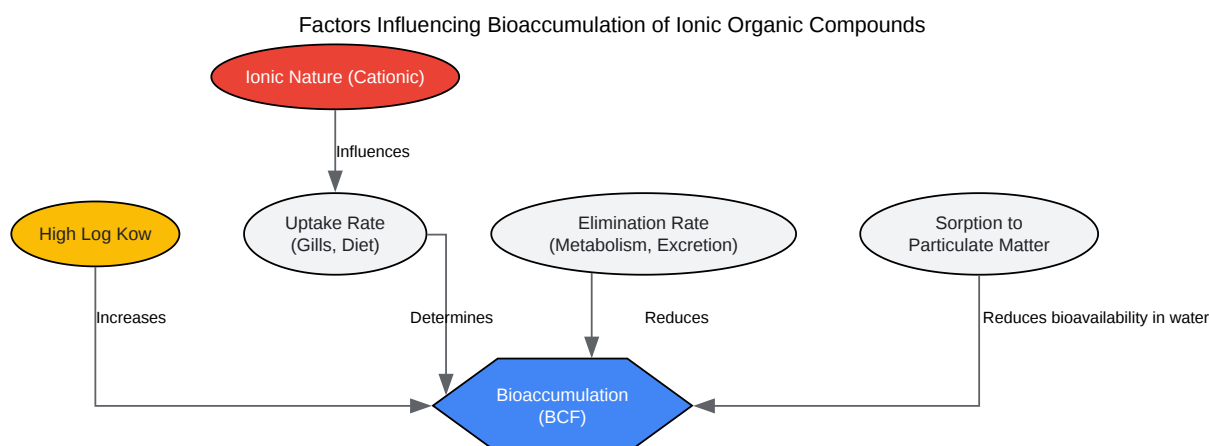 Factors Influencing Bioaccumulation of Ionic Organic Compounds
Ionic Nature (Cationic)
Influences
High Log Kow
Uptake Rate
(Gills, Diet)
Elimination Rate
(Metabolism, Excretion)
Sorption to
Particulate Matter
Increases
Determines
Reduces
Reduces bioavailability in water
Bioaccumulation
(BCF)